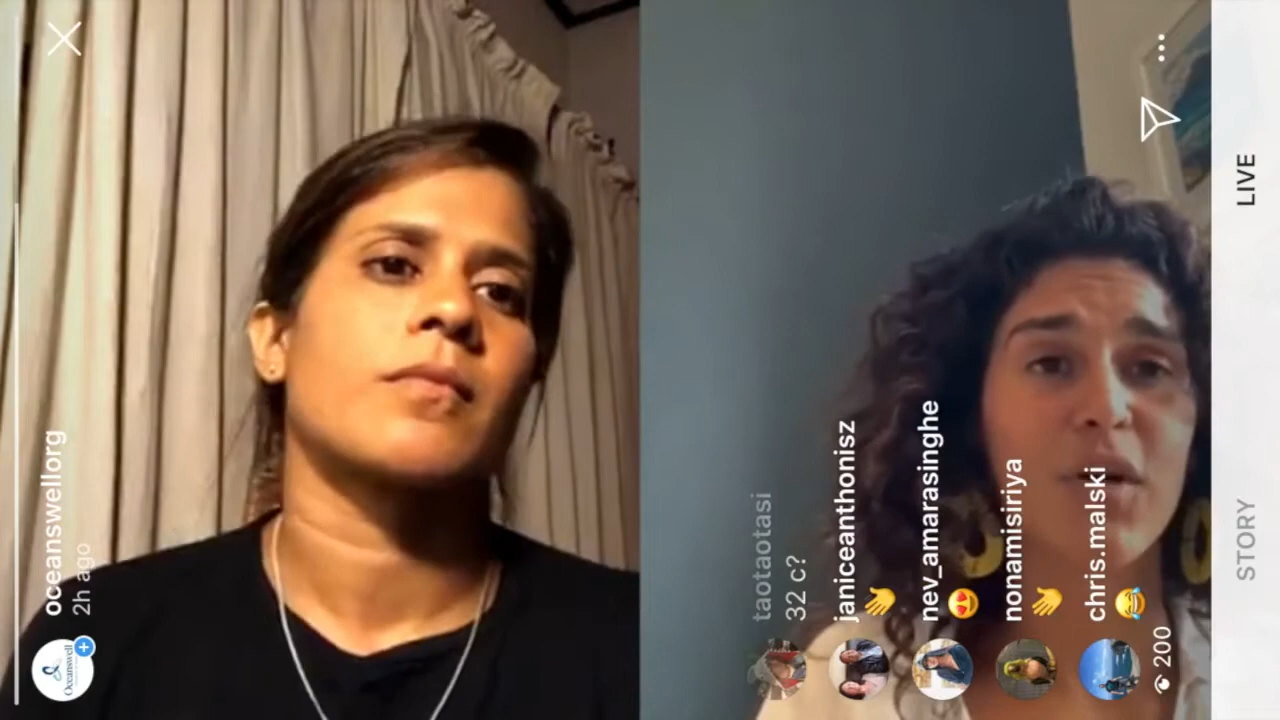 oceanswellorg
2h ago
Oceanswell
taotaotasi
32 c?
janiceanthonisz
👋
nev_amarasinghe
😍
nonamisiriya
👋
chris.malski
😂
200
STORY
LIVE